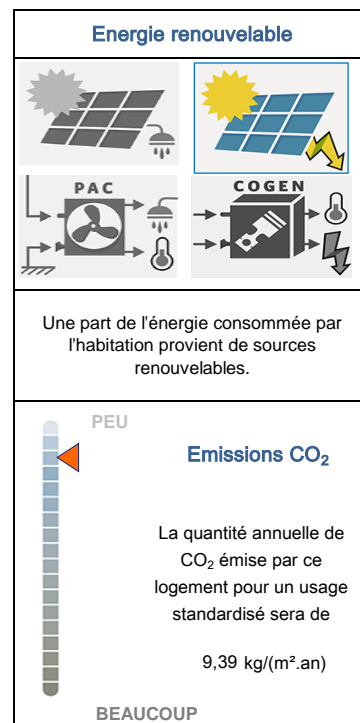 Energie renouvelable
PAC
COGEN
Une part de l'énergie consommée par
l'habitation provient de sources
renouvelables.
PEU
Emissions CO₂
La quantité annuelle de
CO₂ émise par ce
logement pour un usage
standardisé sera de
9,39 kg/(m².an)
BEAUCOUP